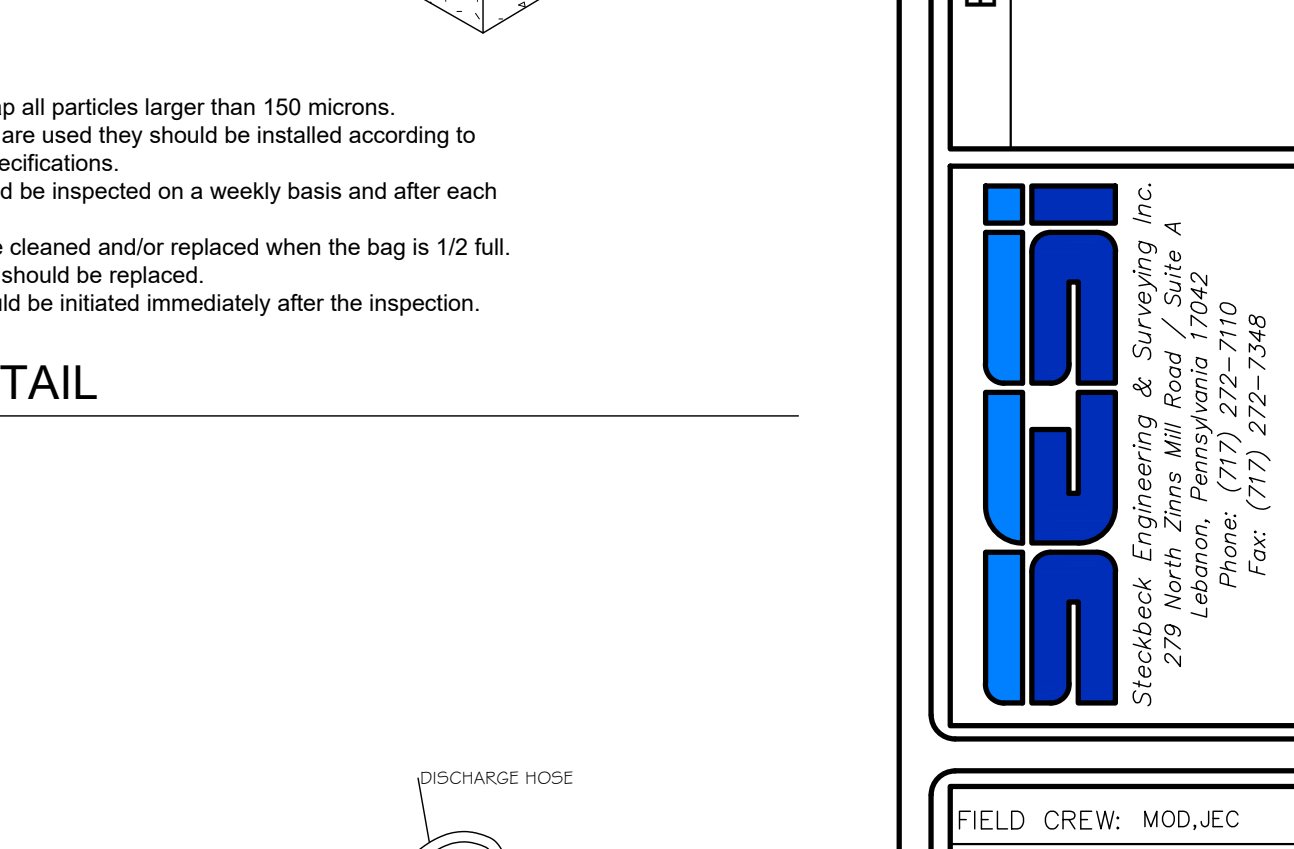 p all particles larger than 150 microns.
are used they should be installed according to
ecifications.
d be inspected on a weekly basis and after each
e cleaned and/or replaced when the bag is 1/2 full.
should be replaced.
ld be initiated immediately after the inspection.
TAIL
DISCHARGE HOSE
Steckbeck Engineering & Surveying Inc.
279 North Zinns Mill Road / Suite A
Lebanon, Pennsylvania 17042
Phone: (717) 272-7110
Fax: (717) 272-7348
FIELD CREW: MOD,JEC